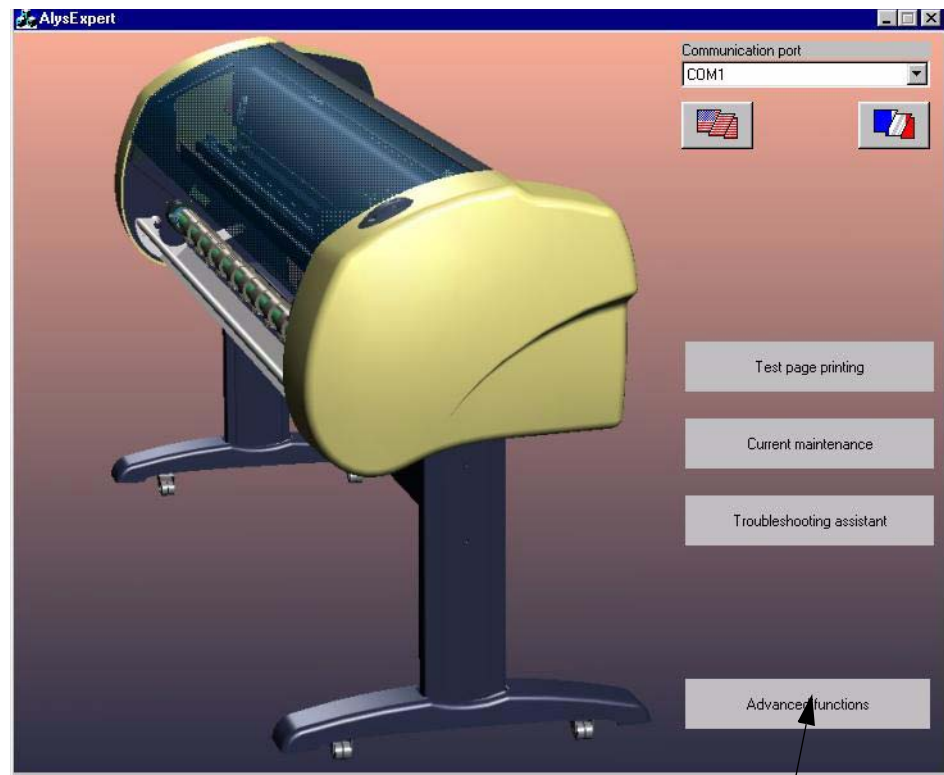 AlysExpert
Communication port
COM1
Test page printing
Current maintenance
Troubleshooting assistant
Advanced functions